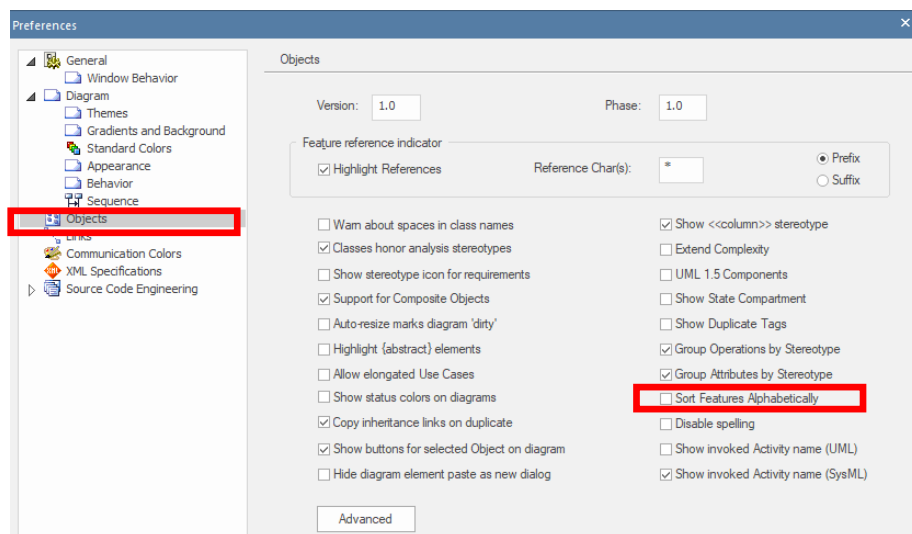 Preferences
General
Window Behavior
Diagram
Themes
Gradients and Background
Standard Colors
Appearance
Behavior
Sequence
Objects
Links
Communication Colors
XML Specifications
Source Code Engineering
Objects
Version: 1.0 Phase: 1.0
Feature reference indicator
Highlight References Reference Char(s): * Prefix
Suffix
Warn about spaces in class names Show <<column>> stereotype
Classes honor analysis stereotypes Extend Complexity
Show stereotype icon for requirements UML 1.5 Components
Support for Composite Objects Show State Compartment
Auto-resize marks diagram 'dirty' Show Duplicate Tags
Highlight {abstract} elements Group Operations by Stereotype
Allow elongated Use Cases Group Attributes by Stereotype
Show status colors on diagrams Sort Features Alphabetically
Copy inheritance links on duplicate Disable spelling
Show buttons for selected Object on diagram Show invoked Activity name (UML)
Hide diagram element paste as new dialog Show invoked Activity name (SysML)
Advanced